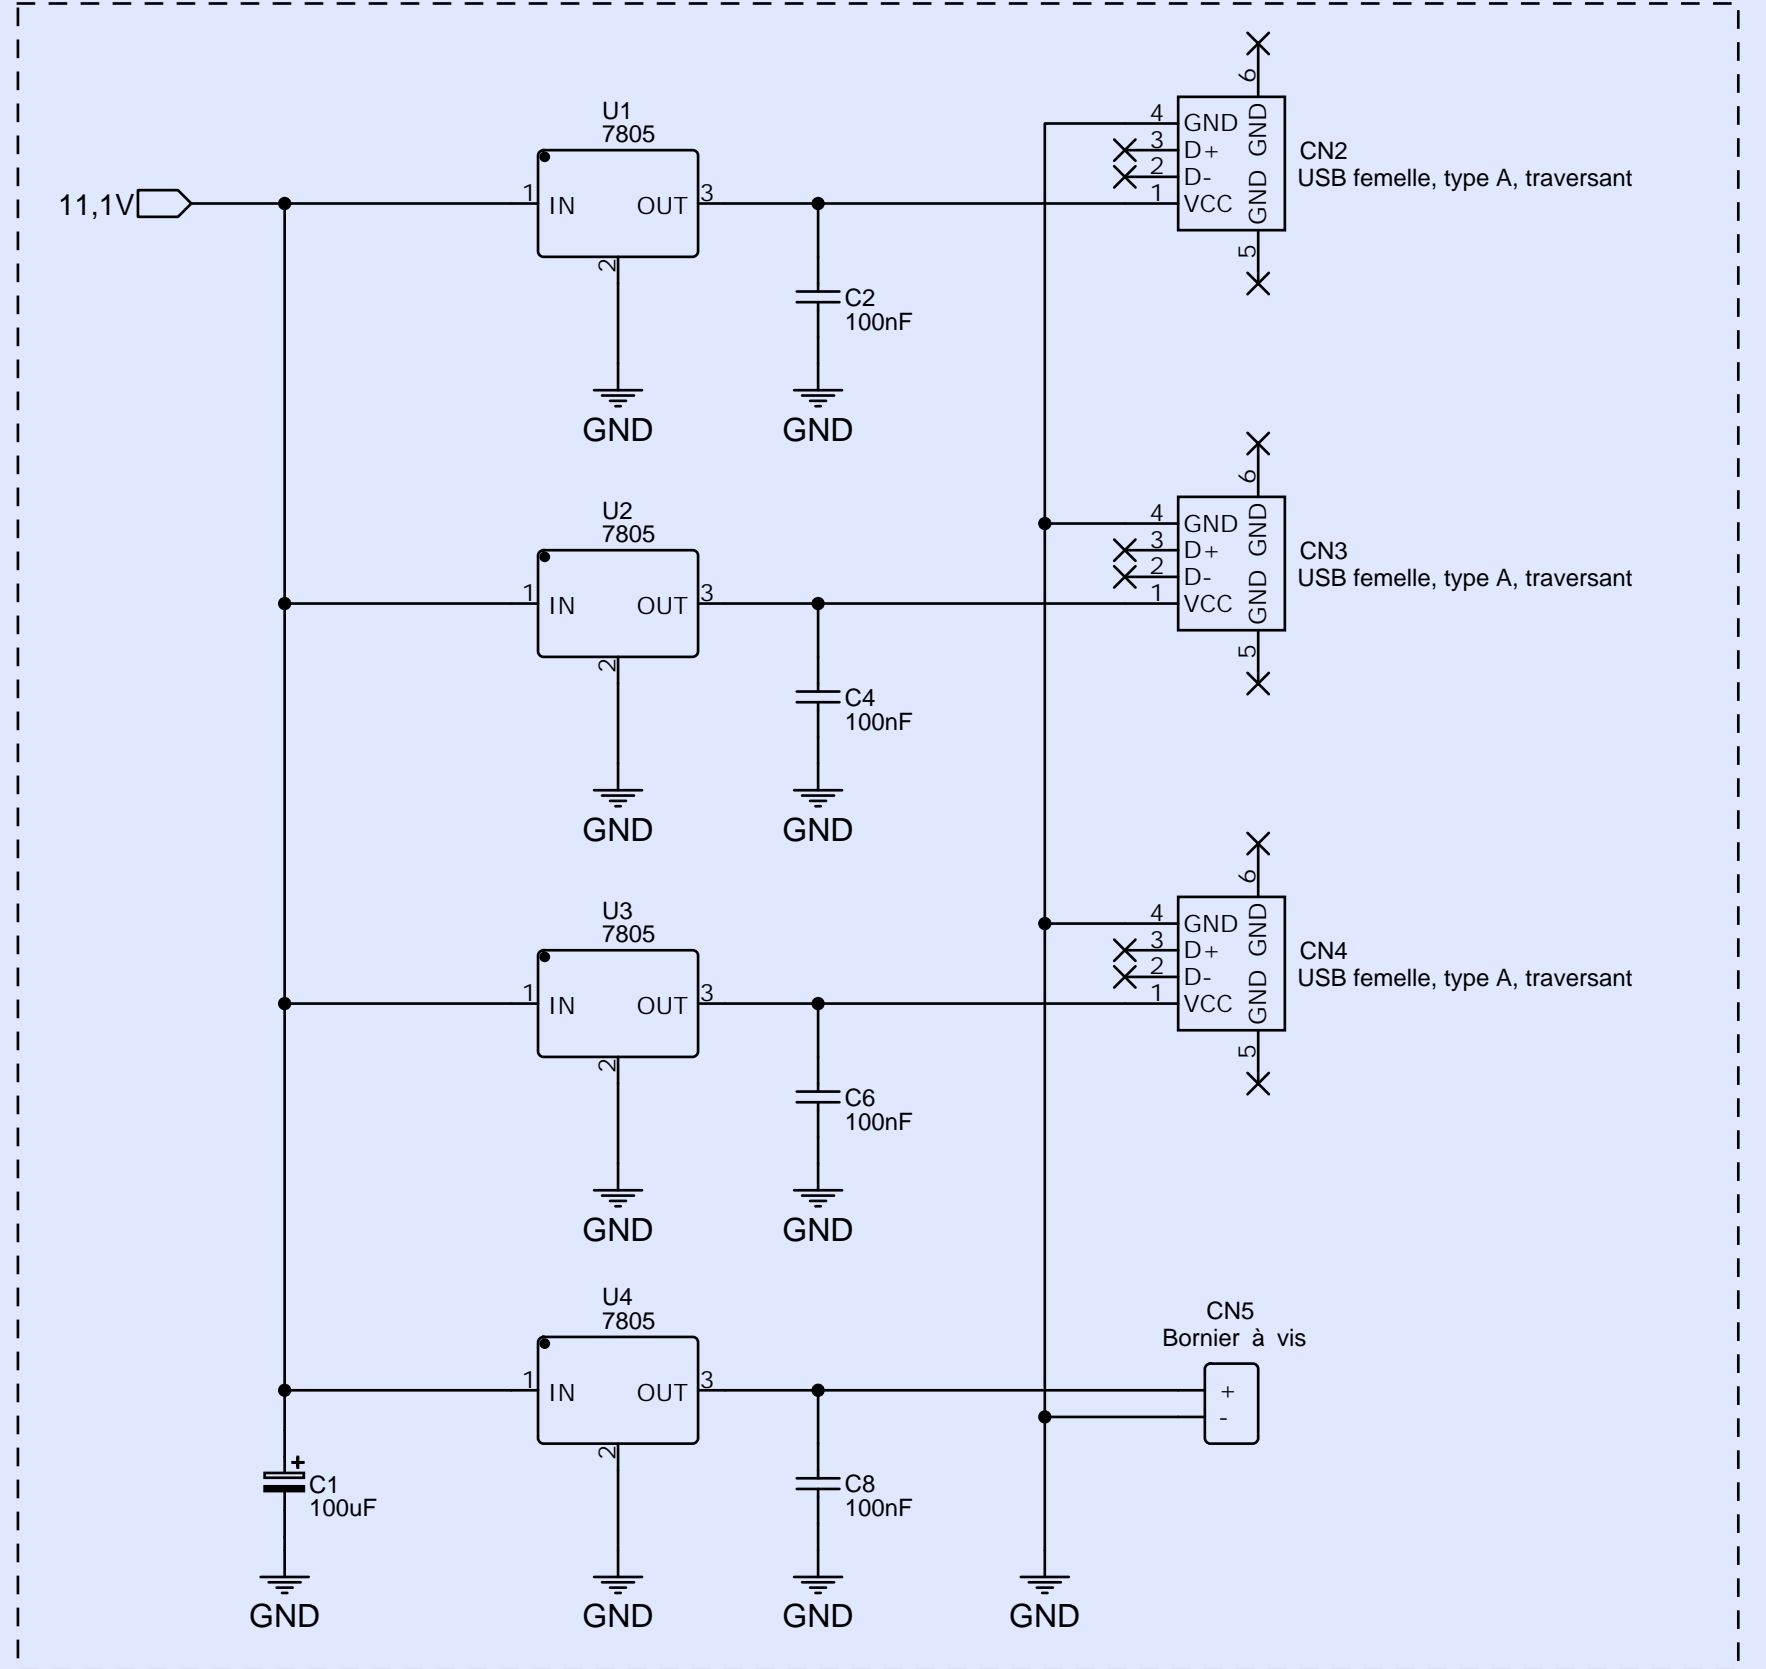 U1
7805
11,1V
1
IN
OUT
3
2
GND
C2
100nF
GND
6
4
GND
3
D+
2
D-
1
VCC
GND
GND
5
CN2
USB femelle, type A, traversant
U2
7805
1
IN
OUT
3
2
GND
C4
100nF
GND
6
4
GND
3
D+
2
D-
1
VCC
GND
GND
5
CN3
USB femelle, type A, traversant
U3
7805
1
IN
OUT
3
2
GND
C6
100nF
GND
6
4
GND
3
D+
2
D-
1
VCC
GND
GND
5
CN4
USB femelle, type A, traversant
U4
7805
1
IN
OUT
3
2
CN5
Bornier à vis
+
-
+
C1
100uF
C8
100nF
GND
GND
GND
GND